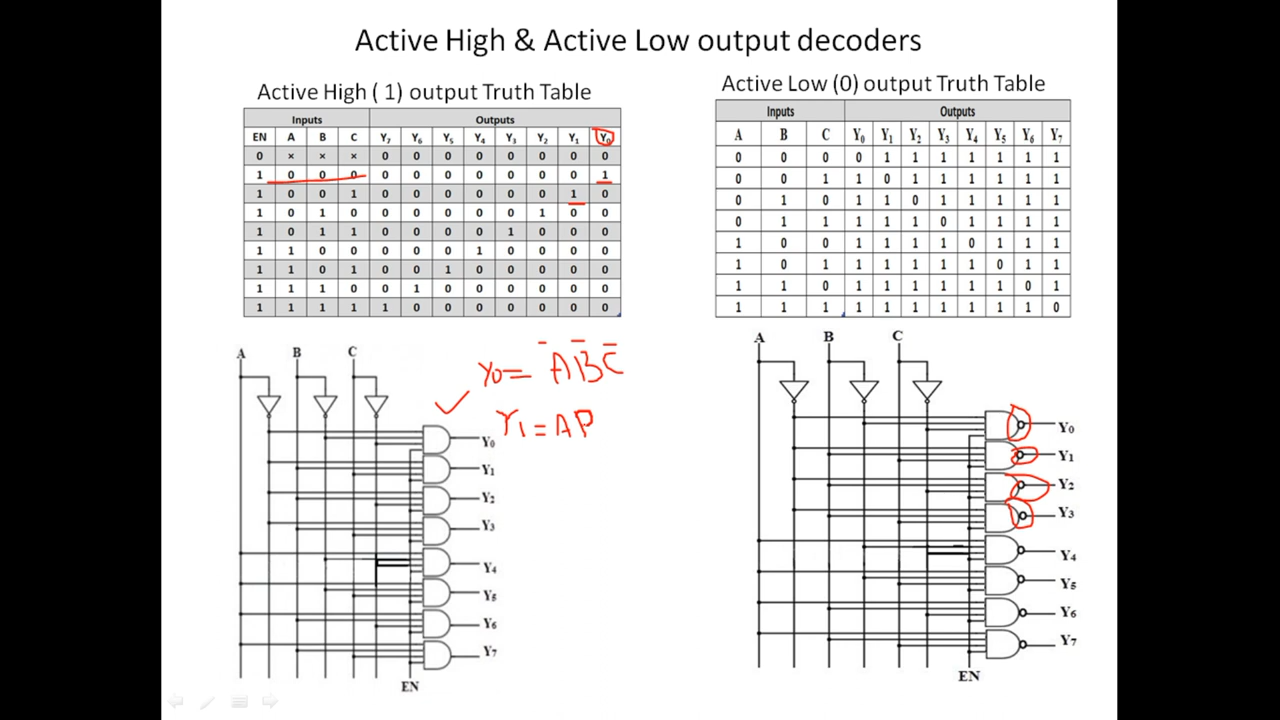 Active High & Active Low output decoders
Active High ( 1) output Truth Table
Inputs Outputs
EN A B C Y7 Y6 Y5 Y4 Y3 Y2 Y1 Y0
0 × × × 0 0 0 0 0 0 0 0
1 0 0 0 0 0 0 0 0 0 0 1
1 0 0 1 0 0 0 0 0 0 1 0
1 0 1 0 0 0 0 0 0 1 0 0
1 0 1 1 0 0 0 0 1 0 0 0
1 1 0 0 0 0 0 1 0 0 0 0
1 1 0 1 0 0 1 0 0 0 0 0
1 1 1 0 0 1 0 0 0 0 0 0
1 1 1 1 1 0 0 0 0 0 0 0
Active Low (0) output Truth Table
Inputs Outputs
A B C Y0 Y1 Y2 Y3 Y4 Y5 Y6 Y7
0 0 0 0 1 1 1 1 1 1 1
0 0 1 1 0 1 1 1 1 1 1
0 1 0 1 1 0 1 1 1 1 1
0 1 1 1 1 1 0 1 1 1 1
1 0 0 1 1 1 1 0 1 1 1
1 0 1 1 1 1 1 1 0 1 1
1 1 0 1 1 1 1 1 1 0 1
1 1 1 1 1 1 1 1 1 1 0
A B C
Y0 = A̅ B̅ C̅
Y1 = A P
Y0
Y1
Y2
Y3
Y4
Y5
Y6
Y7
EN
A B C
Y0
Y1
Y2
Y3
Y4
Y5
Y6
Y7
EN